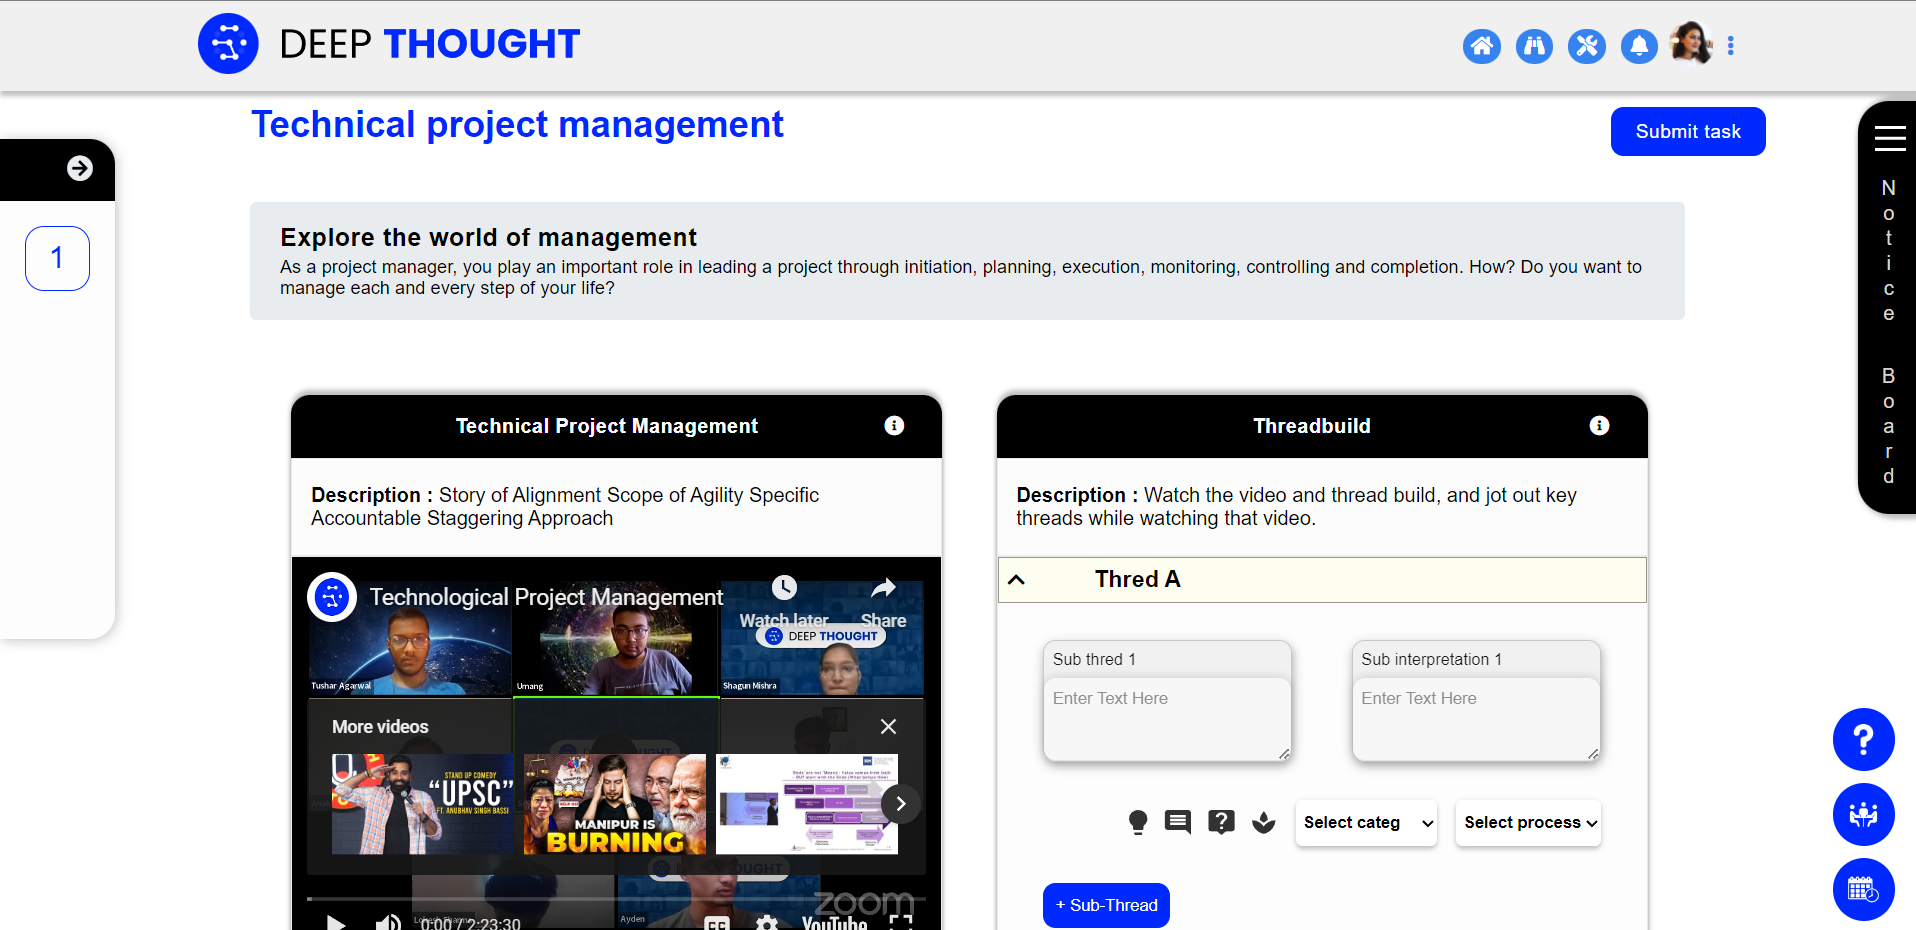 DEEP THOUGHT
Technical project management
Submit task
1
Notice Board
Explore the world of management
As a project manager, you play an important role in leading a project through initiation, planning, execution, monitoring, controlling and completion. How? Do you want to
manage each and every step of your life?
Technical Project Management
Description : Story of Alignment Scope of Agility Specific
Accountable Staggering Approach
Technological Project Management
Watch later
Share
DEEP THOUGHT
Tushar Agarwal
Umang
Shagun Mishra
More videos
STAND UP COMEDY
"UPSC"
FT. ANUBHAV SINGH BASSI
MANIPUR IS
BURNING
Ayden
zoom
0:00 / 2:23:30
CC
YouTube
Threadbuild
Description : Watch the video and thread build, and jot out key
threads while watching that video.
Thred A
Sub thred 1
Enter Text Here
Sub interpretation 1
Enter Text Here
Select categ
Select process
+ Sub-Thread